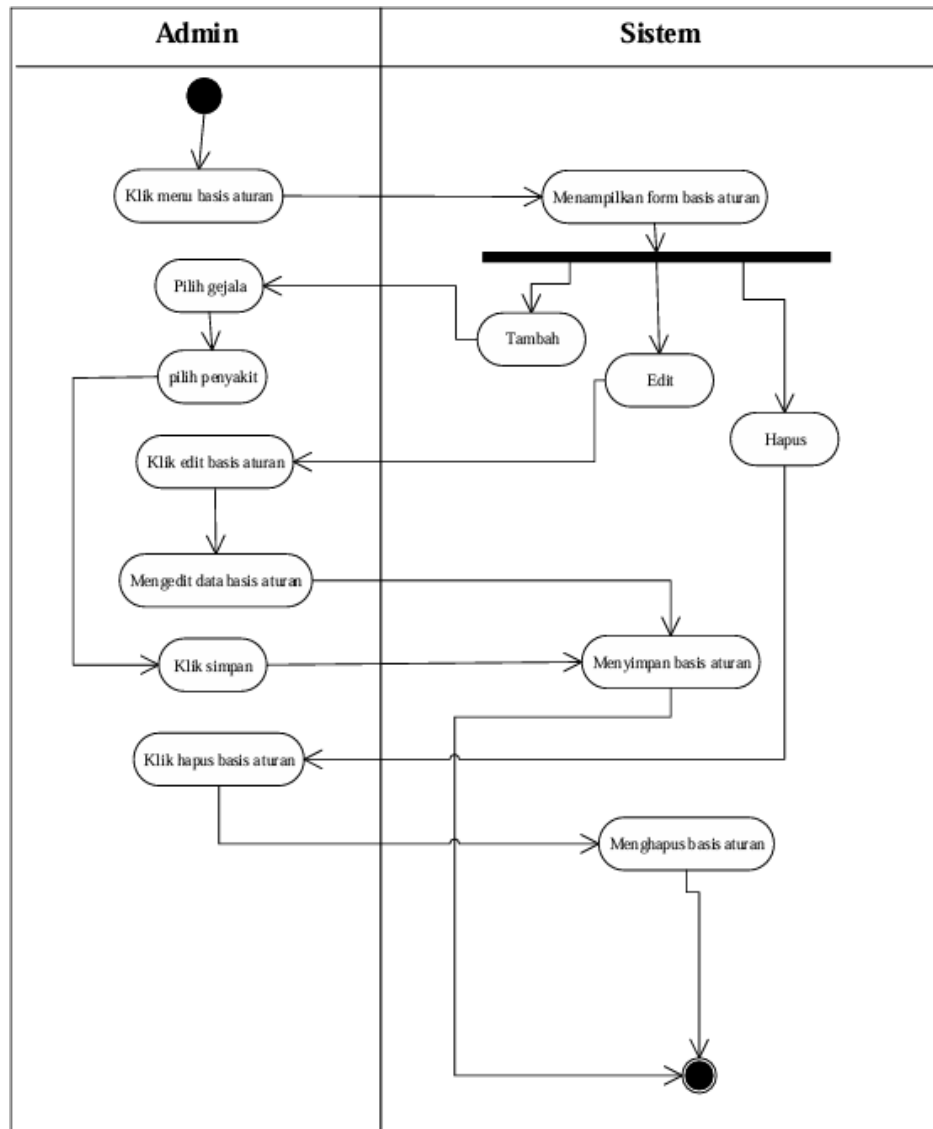 Admin
Sistem
Klik menu basis aturan
Menampilkan form basis aturan
Pilih gejala
Tambah
pilih penyakit
Edit
Hapus
Klik edit basis aturan
Mengedit data basis aturan
Klik simpan
Menyimpan basis aturan
Klik hapus basis aturan
Menghapus basis aturan